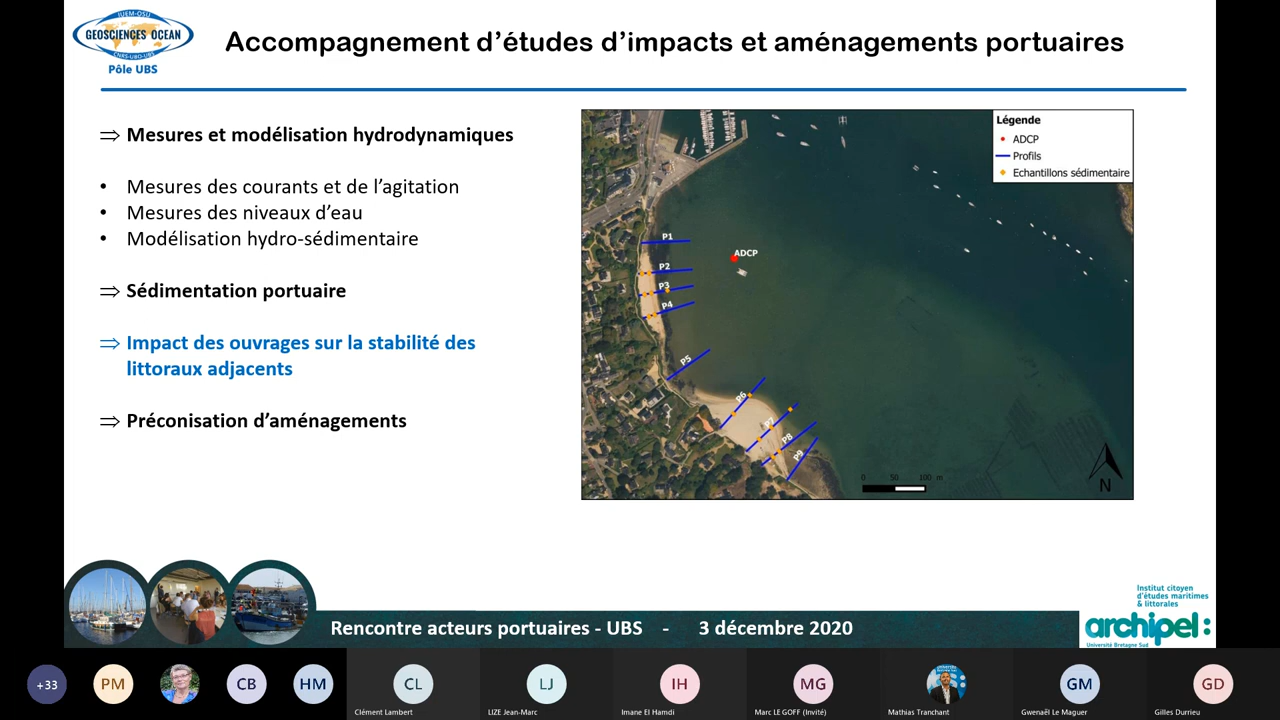 IUEM-OSU
GEOSCIENCES OCEAN
CNRS-UBO-UBS
Pôle UBS
Accompagnement d’études d’impacts et aménagements portuaires
⇒ Mesures et modélisation hydrodynamiques
• Mesures des courants et de l’agitation
• Mesures des niveaux d’eau
• Modélisation hydro-sédimentaire
⇒ Sédimentation portuaire
⇒ Impact des ouvrages sur la stabilité des
littoraux adjacents
⇒ Préconisation d’aménagements
Légende
ADCP
Profils
Echantillons sédimentaire
P1
ADCP
P2
P3
P4
P5
P6
P7
P8
P9
0 50 100 m
N
Rencontre acteurs portuaires - UBS - 3 décembre 2020
Institut citoyen
d’études maritimes
& littorales
archipel:
Université Bretagne Sud
+33
PM
CB
HM
CL
LJ
IH
MG
GM
GD
Clément Lambert
LIZE Jean-Marc
Imane El Hamdi
Marc LE GOFF (Invité)
Mathias Tranchant
Gwenaël Le Maguer
Gilles Durrieu